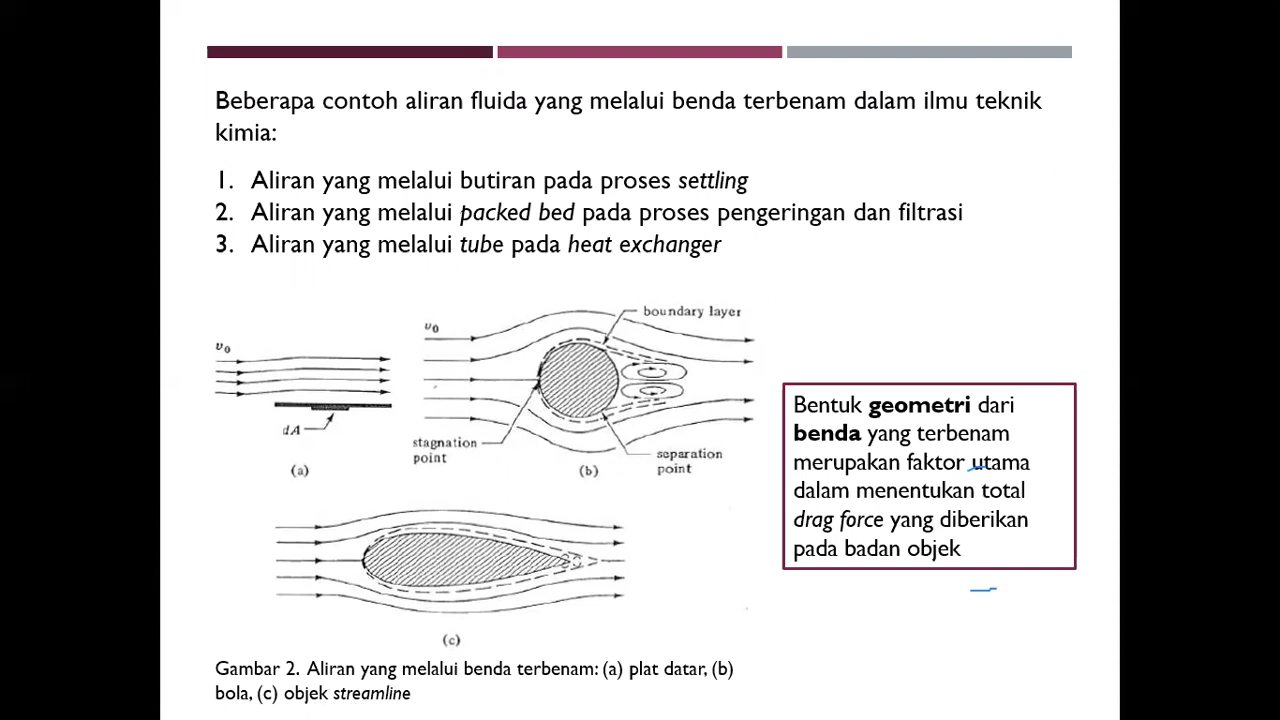 Beberapa contoh aliran fluida yang melalui benda terbenam dalam ilmu teknik
kimia:
1. Aliran yang melalui butiran pada proses settling
2. Aliran yang melalui packed bed pada proses pengeringan dan filtrasi
3. Aliran yang melalui tube pada heat exchanger
υ0
dA
(a)
υ0
boundary layer
stagnation
point
separation
point
(b)
Bentuk geometri dari
benda yang terbenam
merupakan faktor utama
dalam menentukan total
drag force yang diberikan
pada badan objek
(c)
Gambar 2. Aliran yang melalui benda terbenam: (a) plat datar, (b)
bola, (c) objek streamline